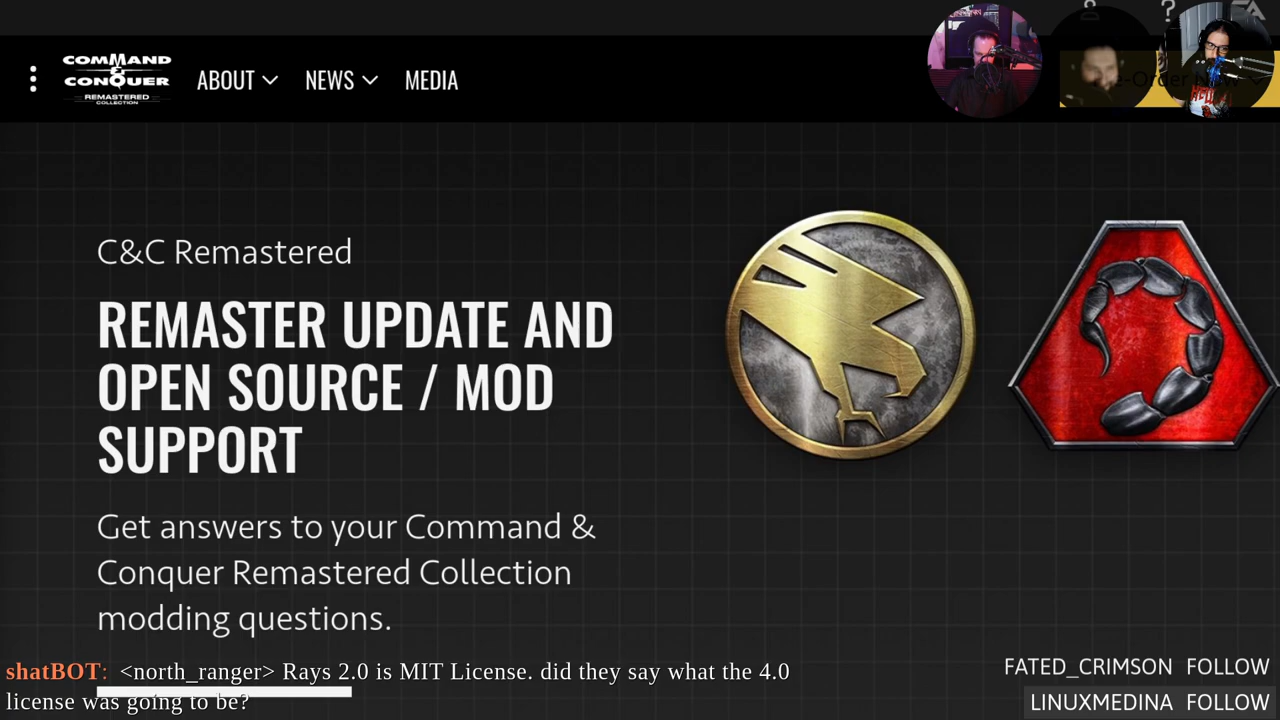 COMMAND
&
CONQUER
REMASTERED
COLLECTION
ABOUT NEWS MEDIA
C&C Remastered
REMASTER UPDATE AND
OPEN SOURCE / MOD
SUPPORT
Get answers to your Command &
Conquer Remastered Collection
modding questions.
shatBOT: <north_ranger> Rays 2.0 is MIT License. did they say what the 4.0
license was going to be?
FATED_CRIMSON FOLLOW
LINUXMEDINA FOLLOW